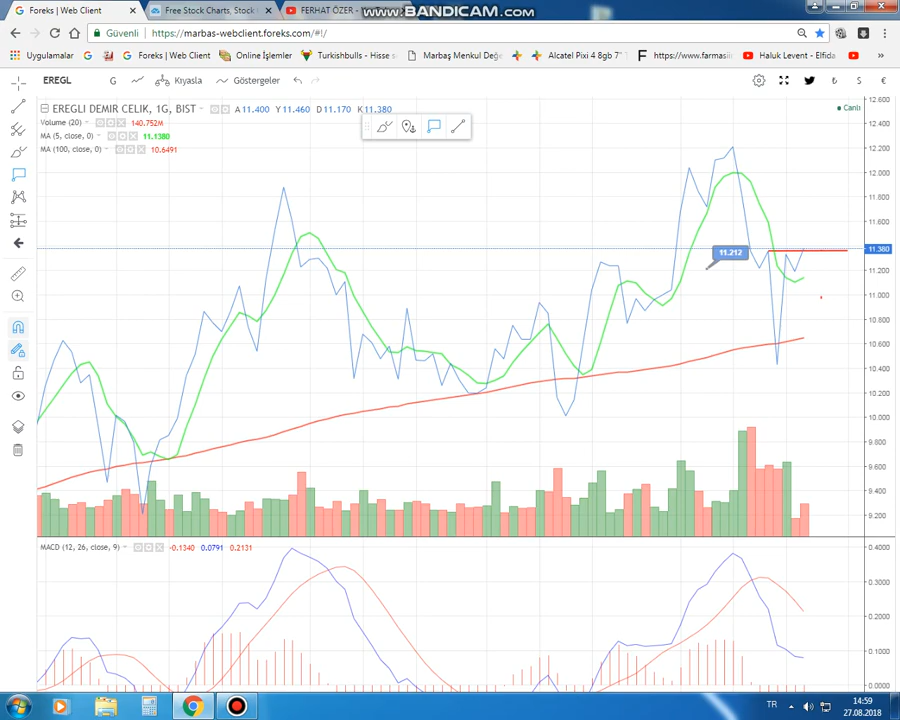 Foreks | Web Client
Free Stock Charts, Stock
FERHAT ÖZER
www.BANDICAM.com
Güvenli
https://marbas-webclient.foreks.com/#!/
Uygulamalar
G
Foreks | Web Client
Online İşlemler
Turkishbulls - Hisse s
Marbaş Menkul Değe
Alcatel Pixi 4 8gb 7"
F
https://www.farmasiin
Haluk Levent - Elfida
EREGL
G
Kıyasla
Göstergeler
₺
$
€
EREGLI DEMIR CELIK, 1G, BIST
A 11.400 Y 11.460 D 11.170 K 11.380
Canlı
Volume (20)
140.752M
MA (5, close, 0)
11.1380
MA (100, close, 0)
10.6491
12.600
12.400
12.200
12.000
11.800
11.600
11.380
11.200
11.000
10.800
10.600
10.400
10.200
10.000
9.800
9.600
9.400
9.200
11.212
MACD (12, 26, close, 9)
-0.1340 0.0791 0.2131
0.4000
0.3000
0.2000
0.1000
0.0000
TR
14:59
27.08.2018